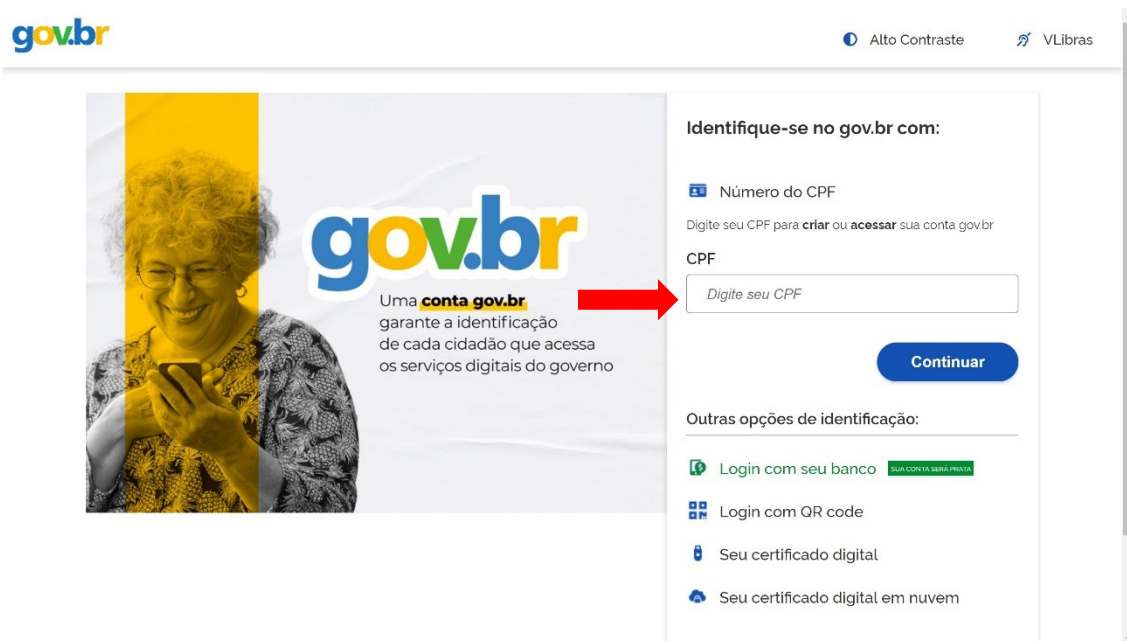 gov.br
Alto Contraste
VLibras
gov.br
Uma conta gov.br
garante a identificação
de cada cidadão que acessa
os serviços digitais do governo
Identifique-se no gov.br com:
Número do CPF
Digite seu CPF para criar ou acessar sua conta gov.br
CPF
Digite seu CPF
Continuar
Outras opções de identificação:
Login com seu banco SUA CONTA SERÁ PRATA
Login com QR code
Seu certificado digital
Seu certificado digital em nuvem